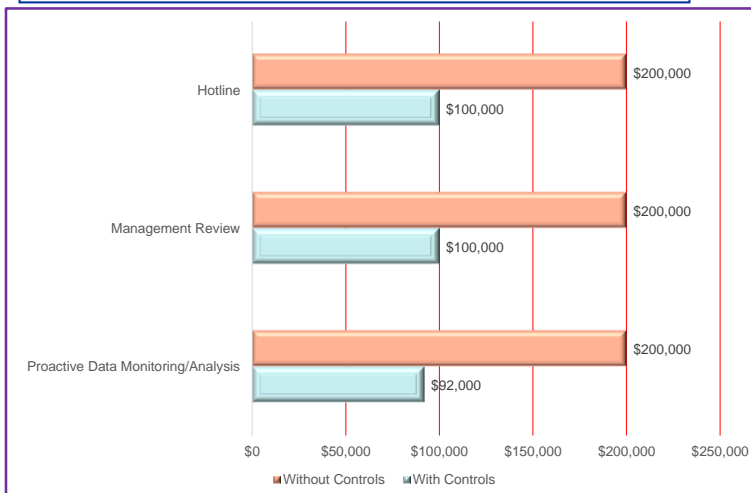 $200,000
Hotline
$100,000
$200,000
Management Review
$100,000
$200,000
Proactive Data Monitoring/Analysis
$92,000
$0 $50,000 $100,000 $150,000 $200,000 $250,000
Without Controls With Controls